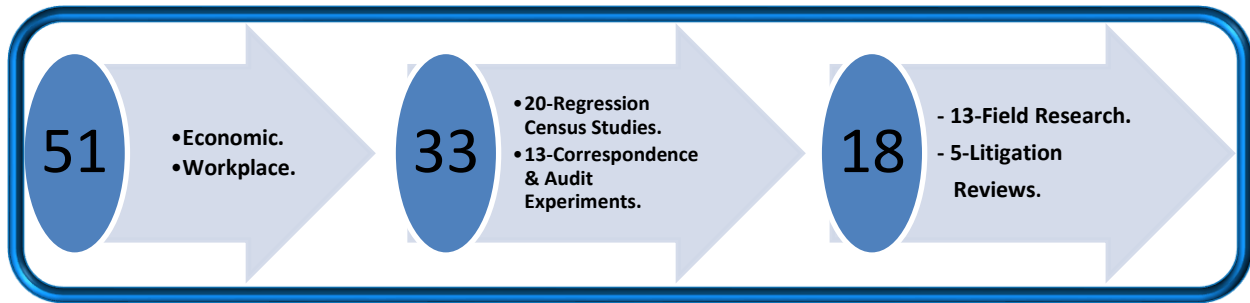 51
•Economic.
•Workplace.
33
•20-Regression
Census Studies.
•13-Correspondence
& Audit
Experiments.
18
- 13-Field Research.
- 5-Litigation
Reviews.